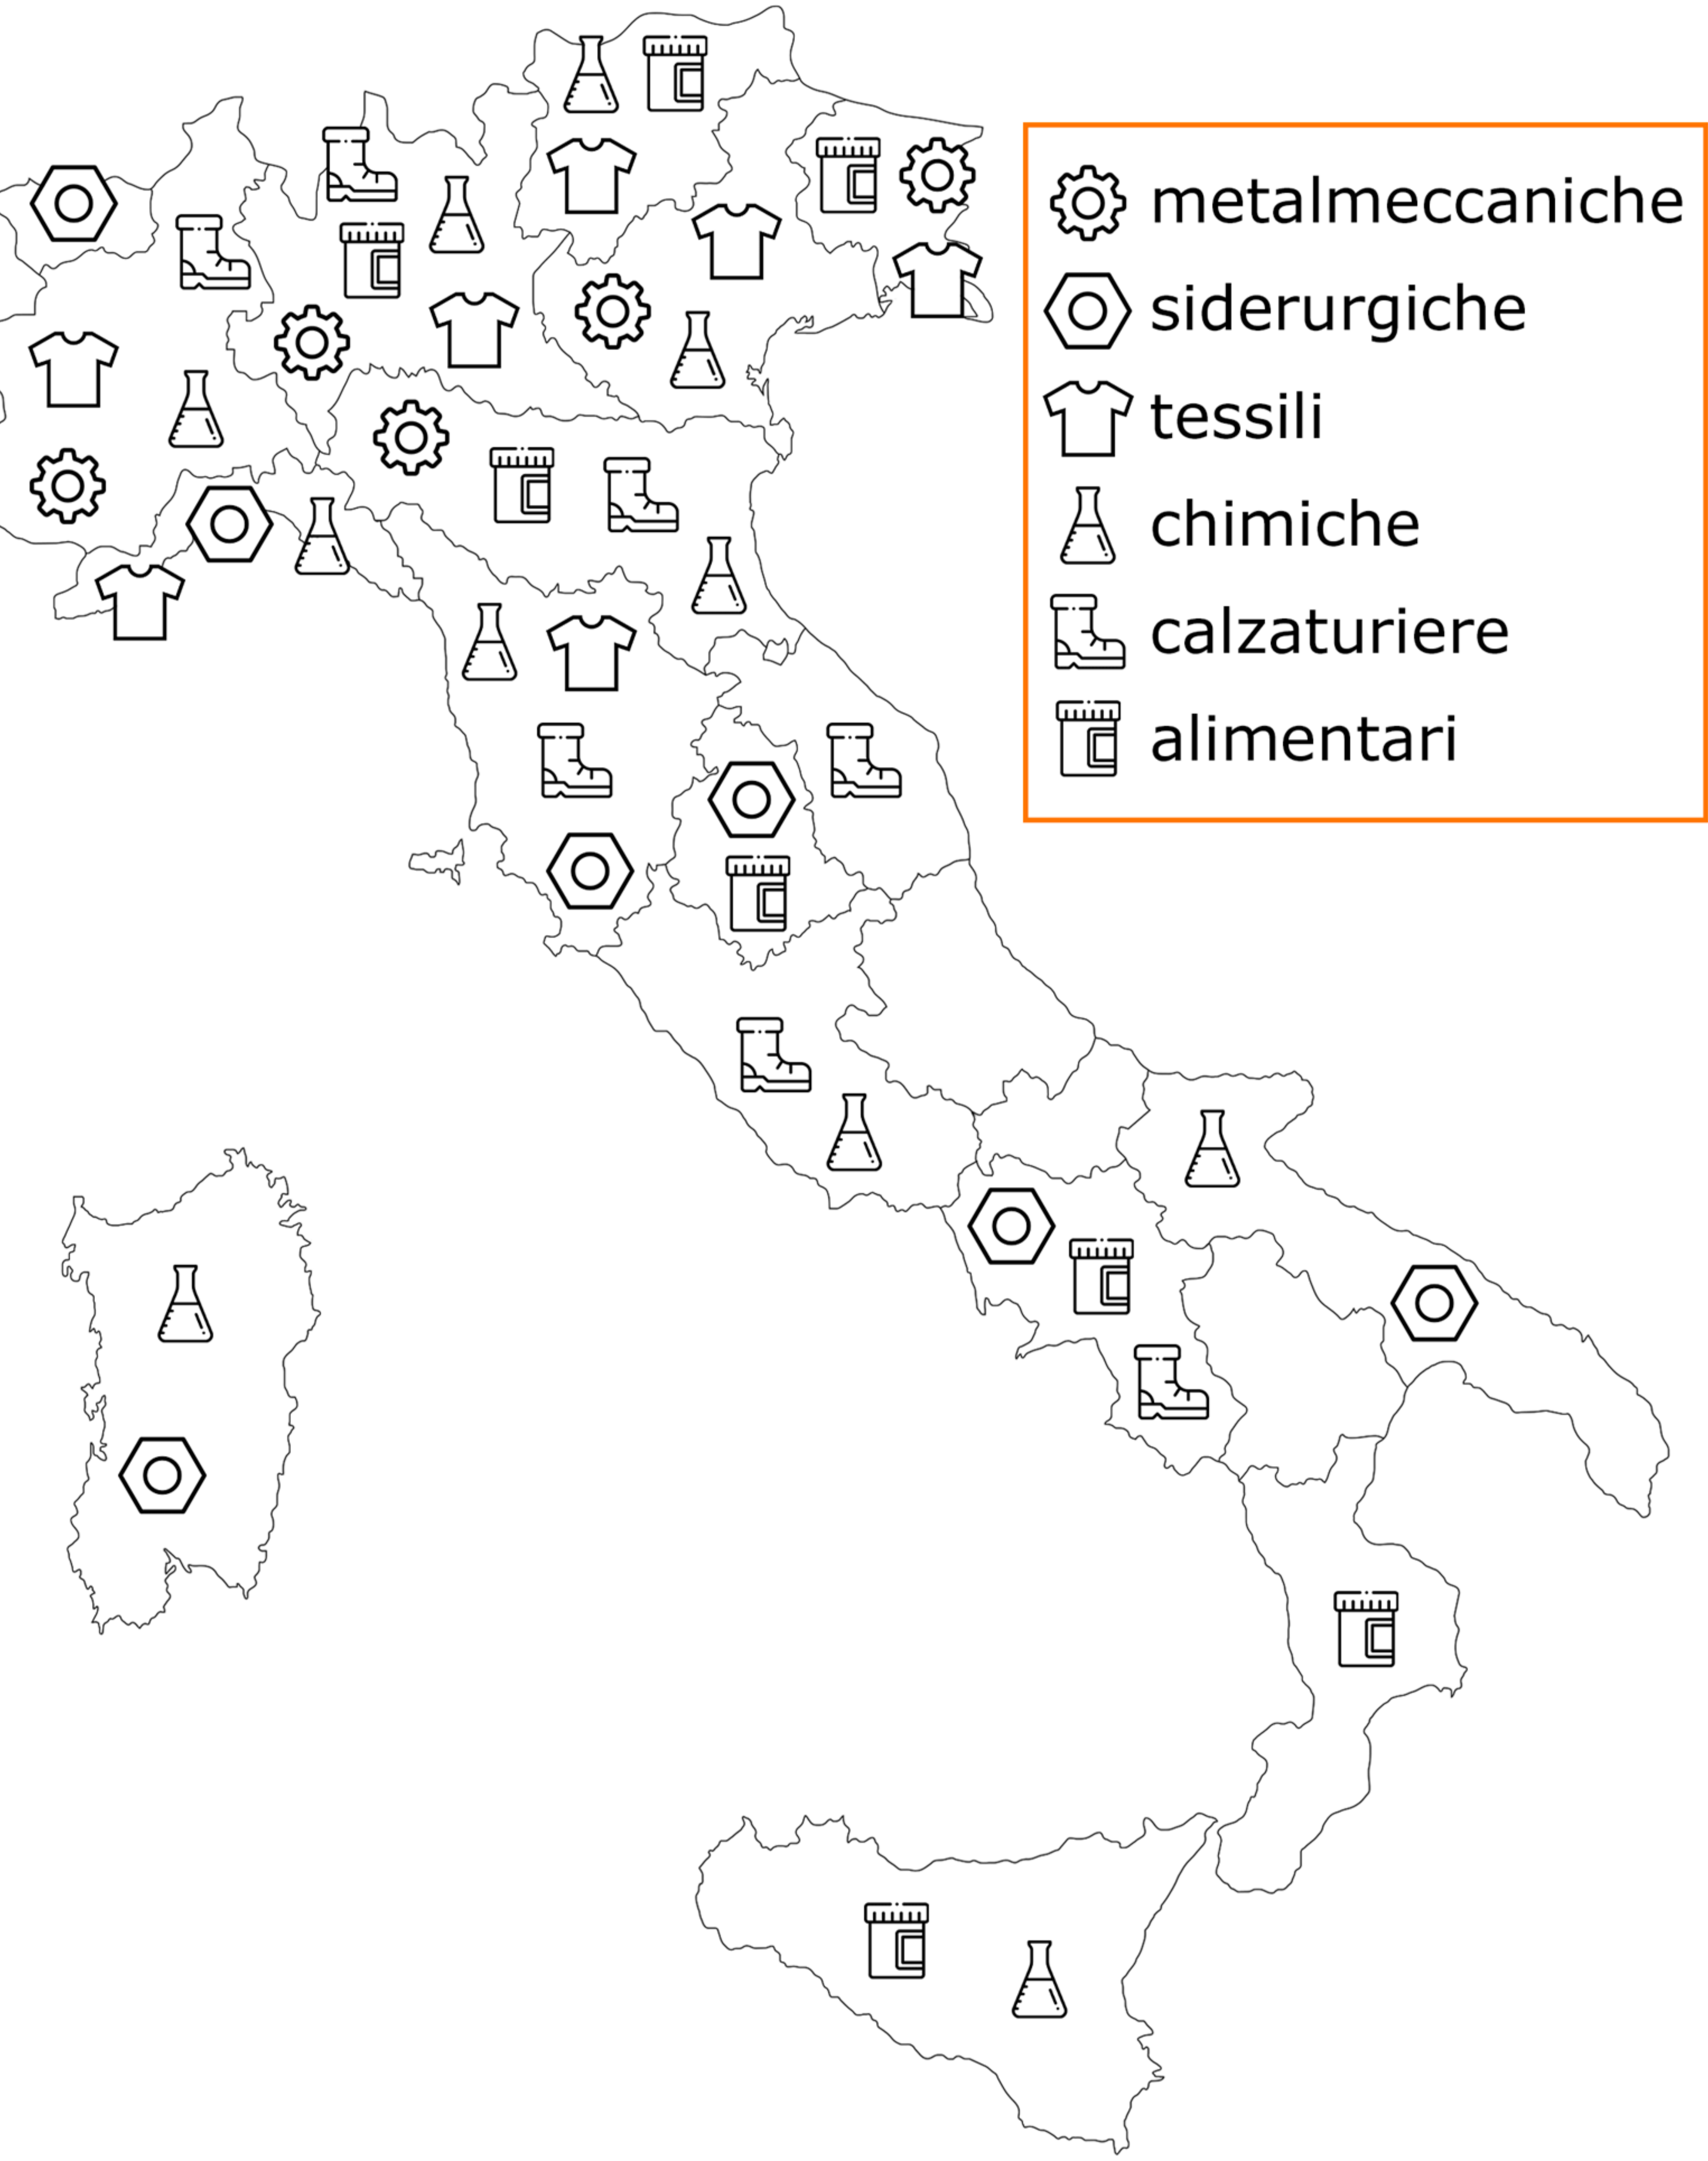 metalmeccaniche
siderurgiche
tessili
chimiche
calzaturiere
alimentari